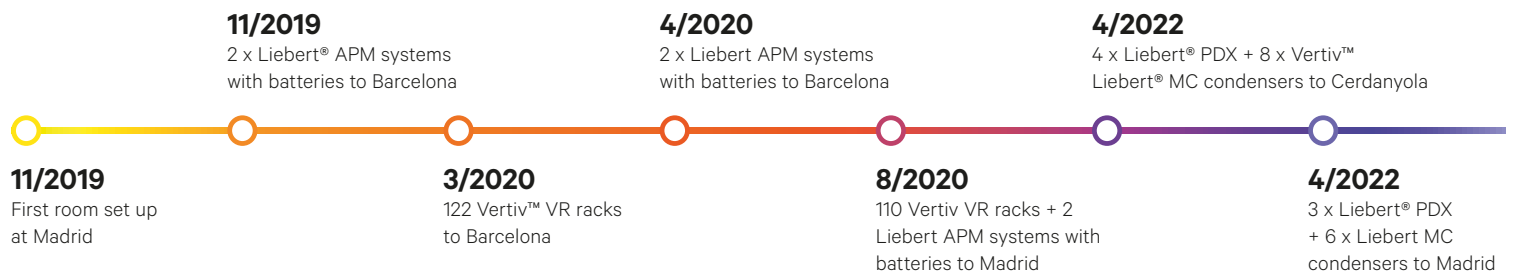 11/2019
First room set up
at Madrid
11/2019
2 x Liebert® APM systems
with batteries to Barcelona
3/2020
122 Vertiv™ VR racks
to Barcelona
4/2020
2 x Liebert APM systems
with batteries to Barcelona
8/2020
110 Vertiv VR racks + 2
Liebert APM systems with
batteries to Madrid
4/2022
4 x Liebert® PDX + 8 x Vertiv™
Liebert® MC condensers to Cerdanyola
4/2022
3 x Liebert® PDX
+ 6 x Liebert MC
condensers to Madrid